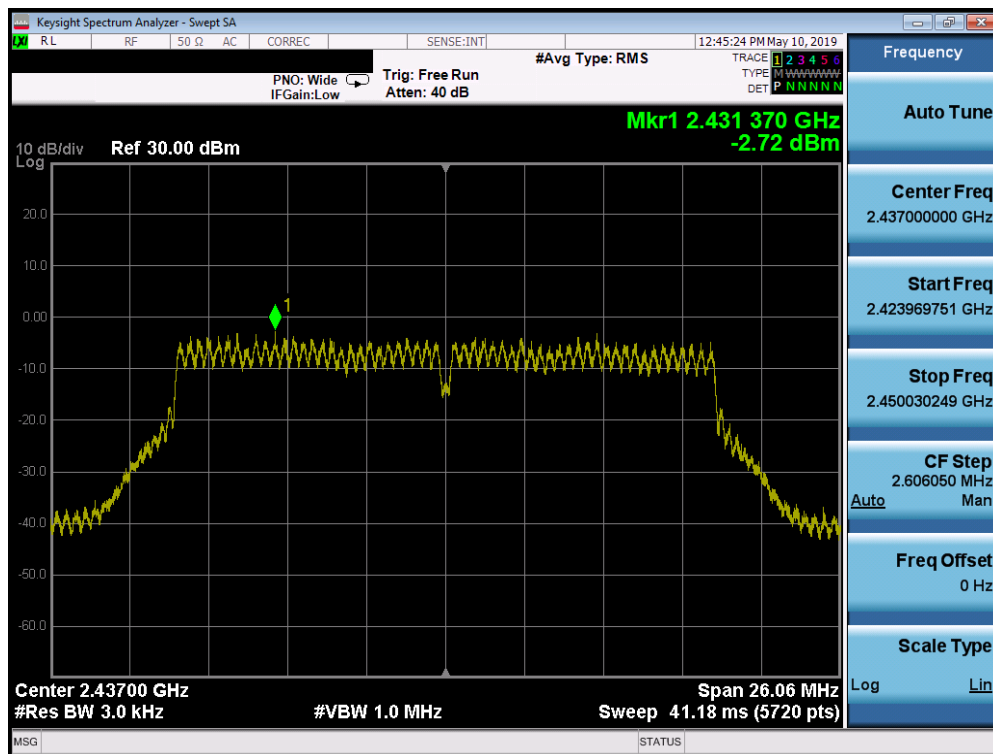 Keysight Spectrum Analyzer - Swept SA
LXI RL RF 50 Ω AC CORREC SENSE:INT 12:45:24 PM May 10, 2019
#Avg Type: RMS TRACE 1 2 3 4 5 6
PNO: Wide Trig: Free Run TYPE M W W W W W
IFGain:Low Atten: 40 dB DET P N N N N N
Mkr1 2.431 370 GHz
-2.72 dBm
10 dB/div Ref 30.00 dBm
Log
20.0
10.0
0.00
1
-10.0
-20.0
-30.0
-40.0
-50.0
-60.0
Center 2.43700 GHz Span 26.06 MHz
#Res BW 3.0 kHz #VBW 1.0 MHz Sweep 41.18 ms (5720 pts)
MSG STATUS
Frequency
Auto Tune
Center Freq
2.437000000 GHz
Start Freq
2.423969751 GHz
Stop Freq
2.450030249 GHz
CF Step
2.606050 MHz
Auto Man
Freq Offset
0 Hz
Scale Type
Log Lin